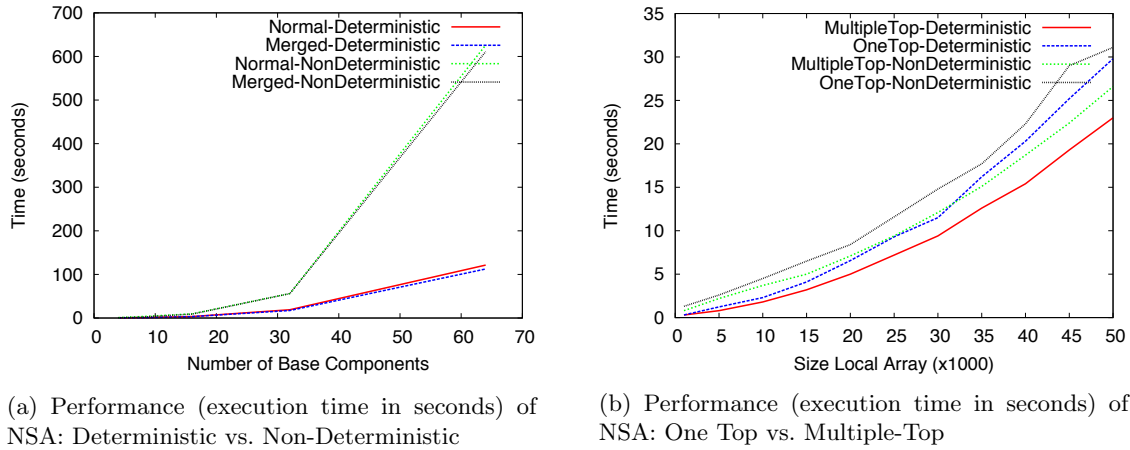 700
600
500
400
300
200
100
0
Time (seconds)
0 10 20 30 40 50 60 70
Number of Base Components
Normal-Deterministic
Merged-Deterministic
Normal-NonDeterministic
Merged-NonDeterministic
(a) Performance (execution time in seconds) of
NSA: Deterministic vs. Non-Deterministic
35
30
25
20
15
10
5
0
Time (seconds)
0 5 10 15 20 25 30 35 40 45 50
Size Local Array (x1000)
MultipleTop-Deterministic
OneTop-Deterministic
MultipleTop-NonDeterministic
OneTop-NonDeterministic
(b) Performance (execution time in seconds) of
NSA: One Top vs. Multiple-Top